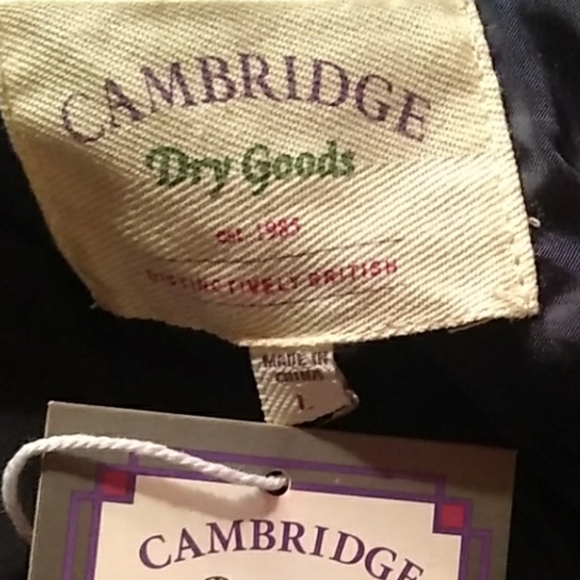 CAMBRIDGE
Dry Goods
est. 1985
DISTINCTIVELY BRITISH
MADE IN
CHINA
L
CAMBRIDGE